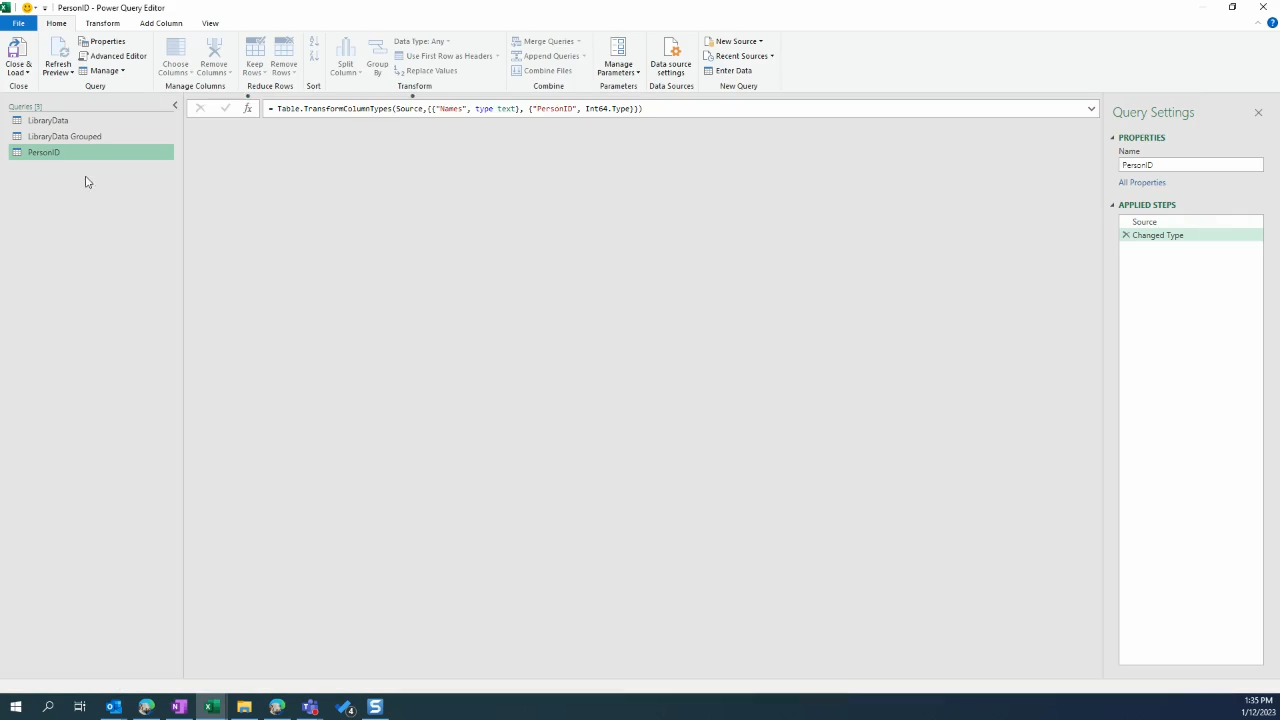 PersonID - Power Query Editor
File
Home
Transform
Add Column
View
Close & Load
Close
Refresh Preview
Properties
Advanced Editor
Manage
Query
Choose Columns
Remove Columns
Manage Columns
Keep Rows
Remove Rows
Reduce Rows
Sort
Split Column
Group By
Data Type: Any
Use First Row as Headers
Replace Values
Transform
Merge Queries
Append Queries
Combine Files
Combine
Manage Parameters
Parameters
Data source settings
Data Sources
New Source
Recent Sources
Enter Data
New Query
Queries [3]
LibraryData
LibraryData Grouped
PersonID
fx
= Table.TransformColumnTypes(Source,{{"Names", type text}, {"PersonID", Int64.Type}})
Query Settings
PROPERTIES
Name
PersonID
All Properties
APPLIED STEPS
Source
Changed Type
4
1:35 PM
1/12/2023